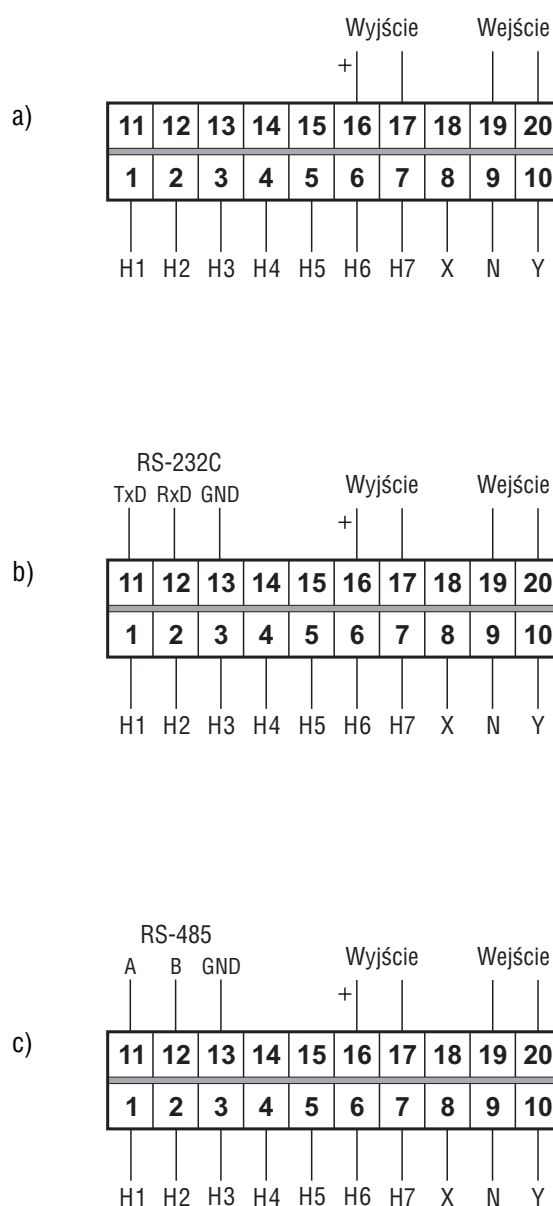 Wyjście Wejście
+
a)
11 12 13 14 15 16 17 18 19 20
1 2 3 4 5 6 7 8 9 10
H1 H2 H3 H4 H5 H6 H7 X N Y
RS-232C
TxD RxD GND Wyjście Wejście
+
b)
11 12 13 14 15 16 17 18 19 20
1 2 3 4 5 6 7 8 9 10
H1 H2 H3 H4 H5 H6 H7 X N Y
RS-485
A B GND Wyjście Wejście
+
c)
11 12 13 14 15 16 17 18 19 20
1 2 3 4 5 6 7 8 9 10
H1 H2 H3 H4 H5 H6 H7 X N Y